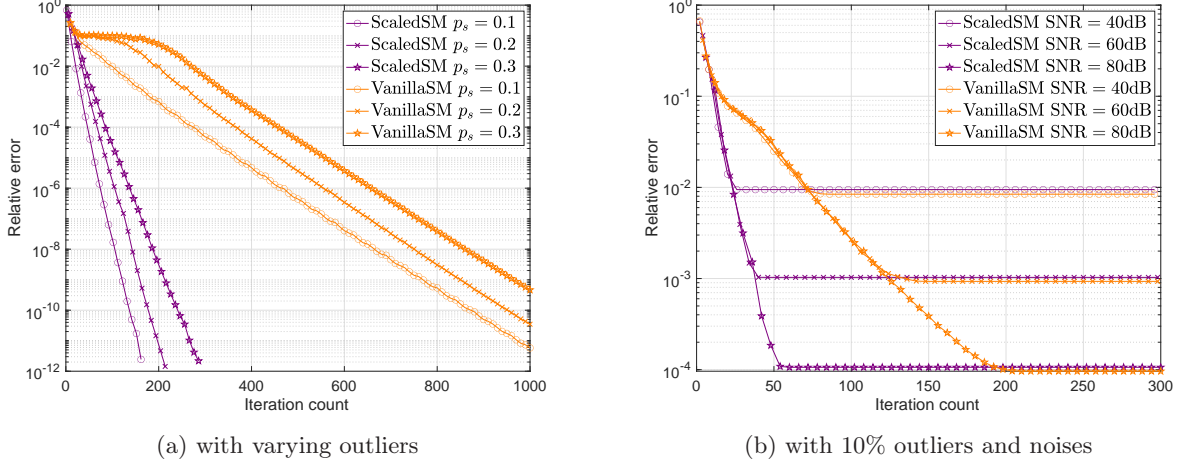 10^0
10^-2
10^-4
10^-6
10^-8
10^-10
10^-12
Relative error
0 200 400 600 800 1000
Iteration count
ScaledSM p_s = 0.1
ScaledSM p_s = 0.2
ScaledSM p_s = 0.3
VanillaSM p_s = 0.1
VanillaSM p_s = 0.2
VanillaSM p_s = 0.3
(a) with varying outliers
10^0
10^-1
10^-2
10^-3
10^-4
Relative error
0 50 100 150 200 250 300
Iteration count
ScaledSM SNR = 40dB
ScaledSM SNR = 60dB
ScaledSM SNR = 80dB
VanillaSM SNR = 40dB
VanillaSM SNR = 60dB
VanillaSM SNR = 80dB
(b) with 10% outliers and noises